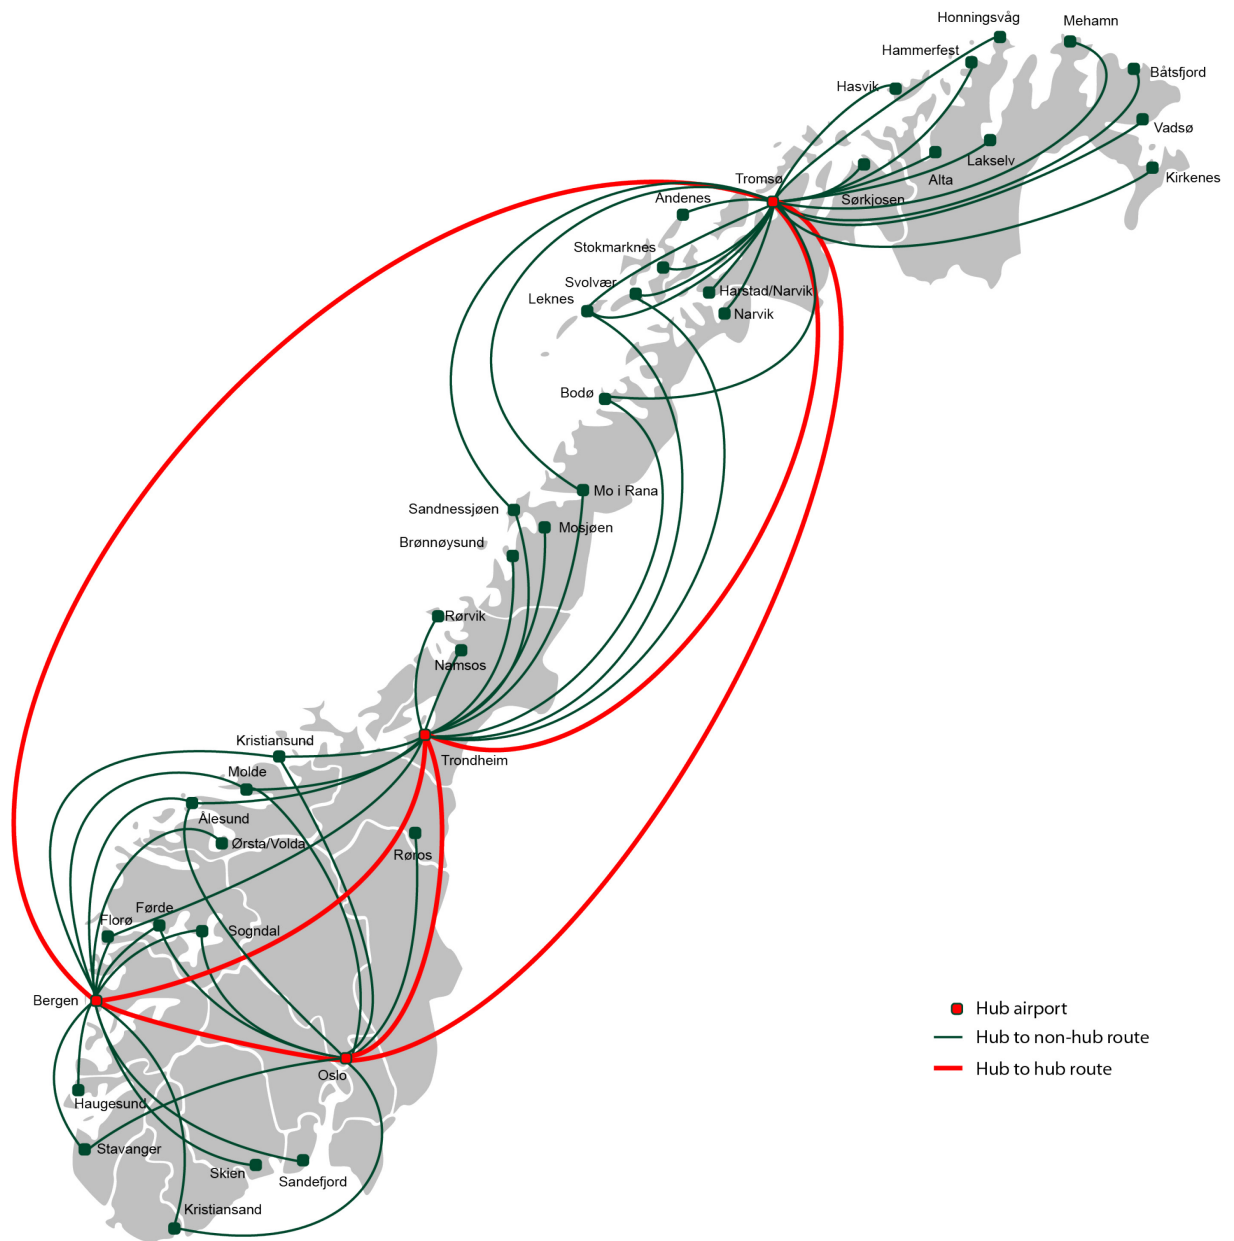 Honningsvåg
Mehamn
Hammerfest
Båtsfjord
Hasvik
Vadsø
Lakselv
Kirkenes
Alta
Tromsø
Sørkjosen
Andenes
Stokmarknes
Svolvær
Harstad/Narvik
Leknes
Narvik
Bodø
Mo i Rana
Sandnessjøen
Mosjøen
Brønnøysund
Rørvik
Namsos
Kristiansund
Trondheim
Molde
Ålesund
Ørsta/Volda
Røros
Førde
Florø
Sogndal
Bergen
Hub airport
Hub to non-hub route
Hub to hub route
Oslo
Haugesund
Stavanger
Skien
Sandefjord
Kristiansand